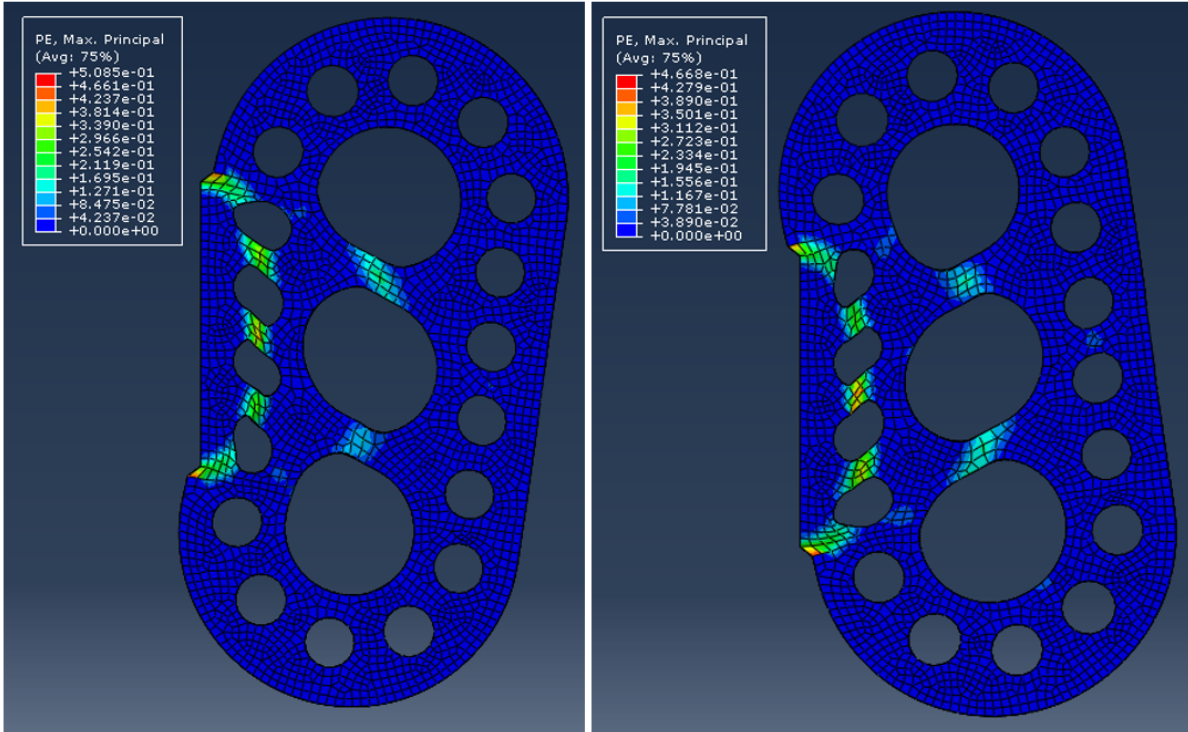 PE, Max. Principal
(Avg: 75%)
+5.085e-01
+4.661e-01
+4.237e-01
+3.814e-01
+3.390e-01
+2.966e-01
+2.542e-01
+2.119e-01
+1.695e-01
+1.271e-01
+8.475e-02
+4.237e-02
+0.000e+00
PE, Max. Principal
(Avg: 75%)
+4.668e-01
+4.279e-01
+3.890e-01
+3.501e-01
+3.112e-01
+2.723e-01
+2.334e-01
+1.945e-01
+1.556e-01
+1.167e-01
+7.781e-02
+3.890e-02
+0.000e+00